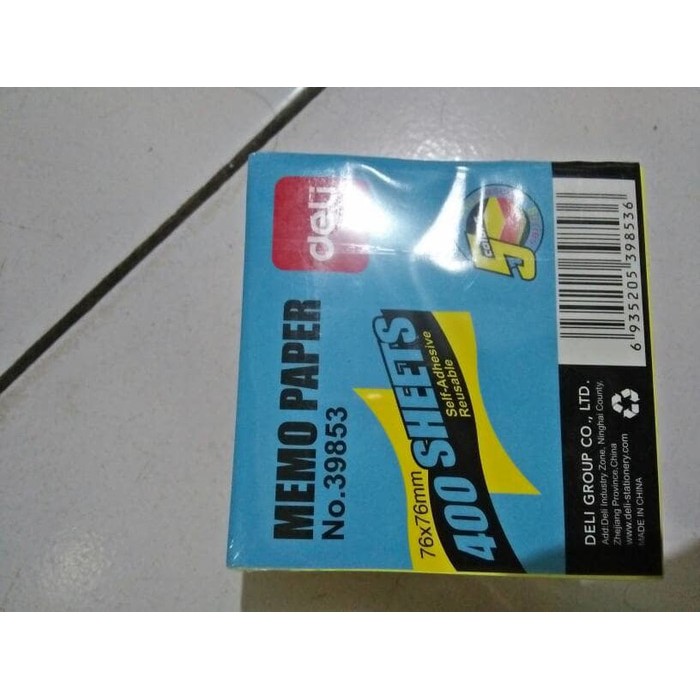 deli
5
MEMO PAPER
No.39853
76x76mm
400 SHEETS
Self-Adhesive
Reusable
6 935205 398536
DELI GROUP CO., LTD.
Add:Deli Industry Zone, Ninghai County,
Zhejiang Province,China
www.deli-stationery.com
MADE IN CHINA